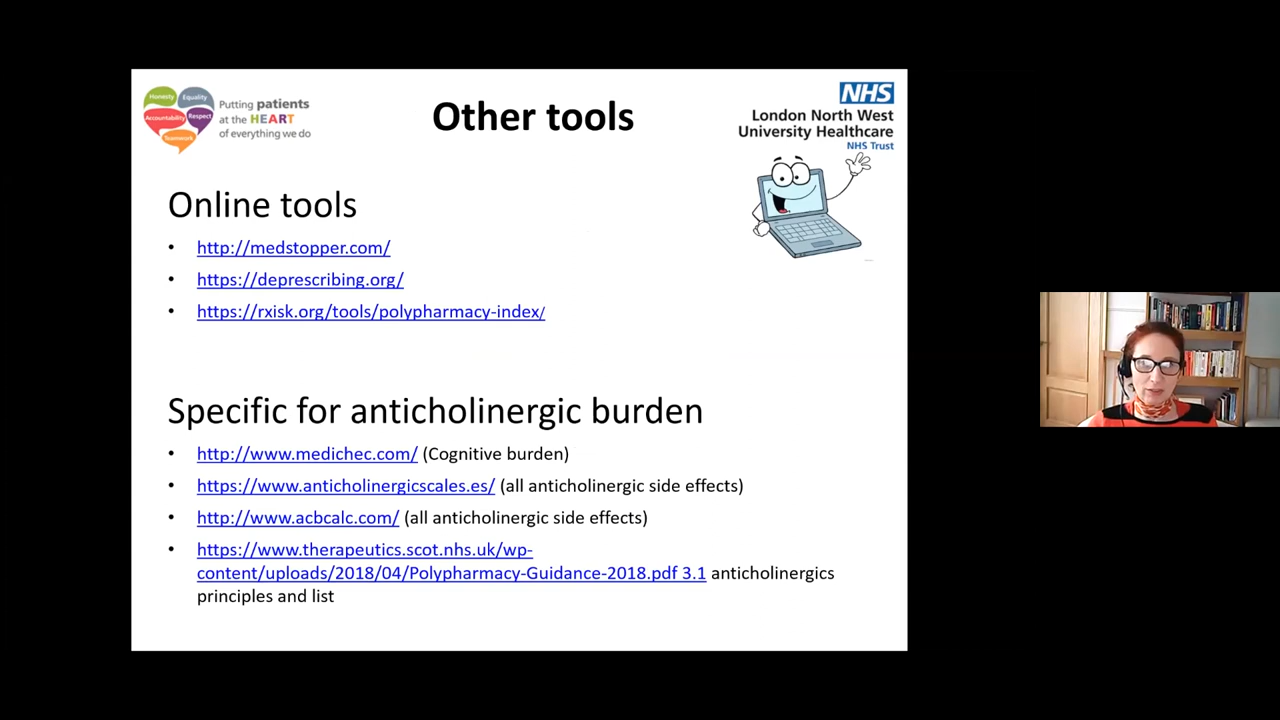 Honesty
Equality
Accountability
Respect
Teamwork
Putting patients
at the HEART
of everything we do
Other tools
NHS
London North West
University Healthcare
NHS Trust
Online tools
• http://medstopper.com/
• https://deprescribing.org/
• https://rxisk.org/tools/polypharmacy-index/
Specific for anticholinergic burden
• http://www.medichec.com/ (Cognitive burden)
• https://www.anticholinergicscales.es/ (all anticholinergic side effects)
• http://www.acbcalc.com/ (all anticholinergic side effects)
• https://www.therapeutics.scot.nhs.uk/wp-
content/uploads/2018/04/Polypharmacy-Guidance-2018.pdf 3.1 anticholinergics
principles and list